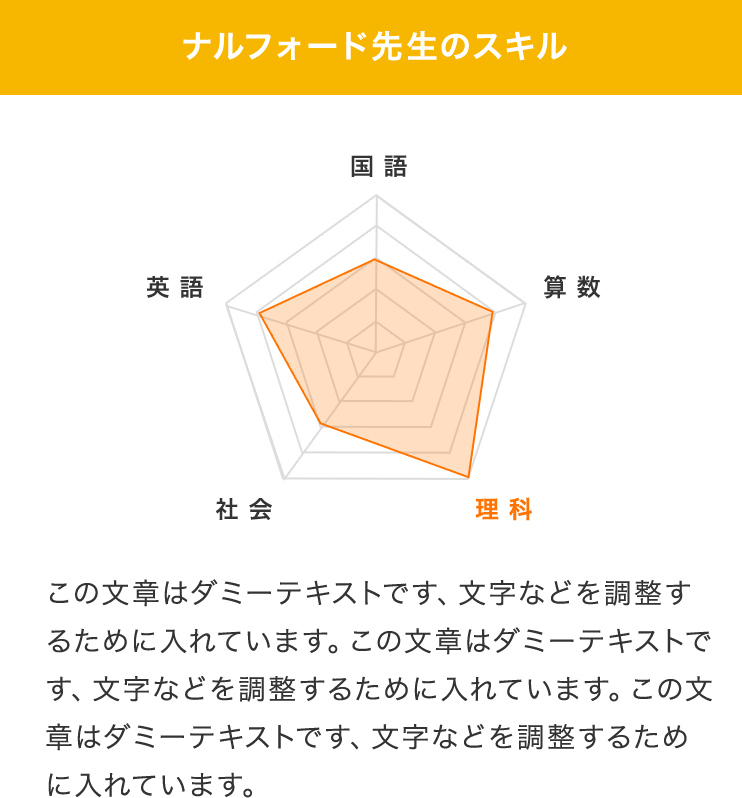 ナルフォード先生のスキル
国語
英語
算数
社会
理科
この文章はダミーテキストです、文字などを調整す
るために入れています。この文章はダミーテキストで
す、文字などを調整するために入れています。この文
章はダミーテキストです、文字などを調整するため
に入れています。